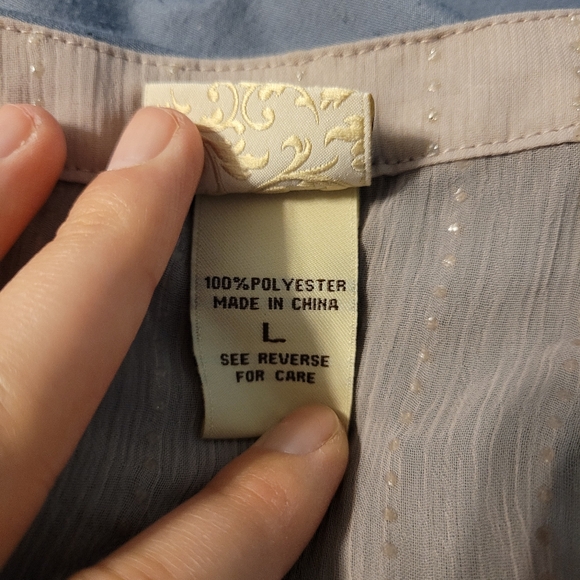 100%POLYESTER
MADE IN CHINA
L
SEE REVERSE
FOR CARE